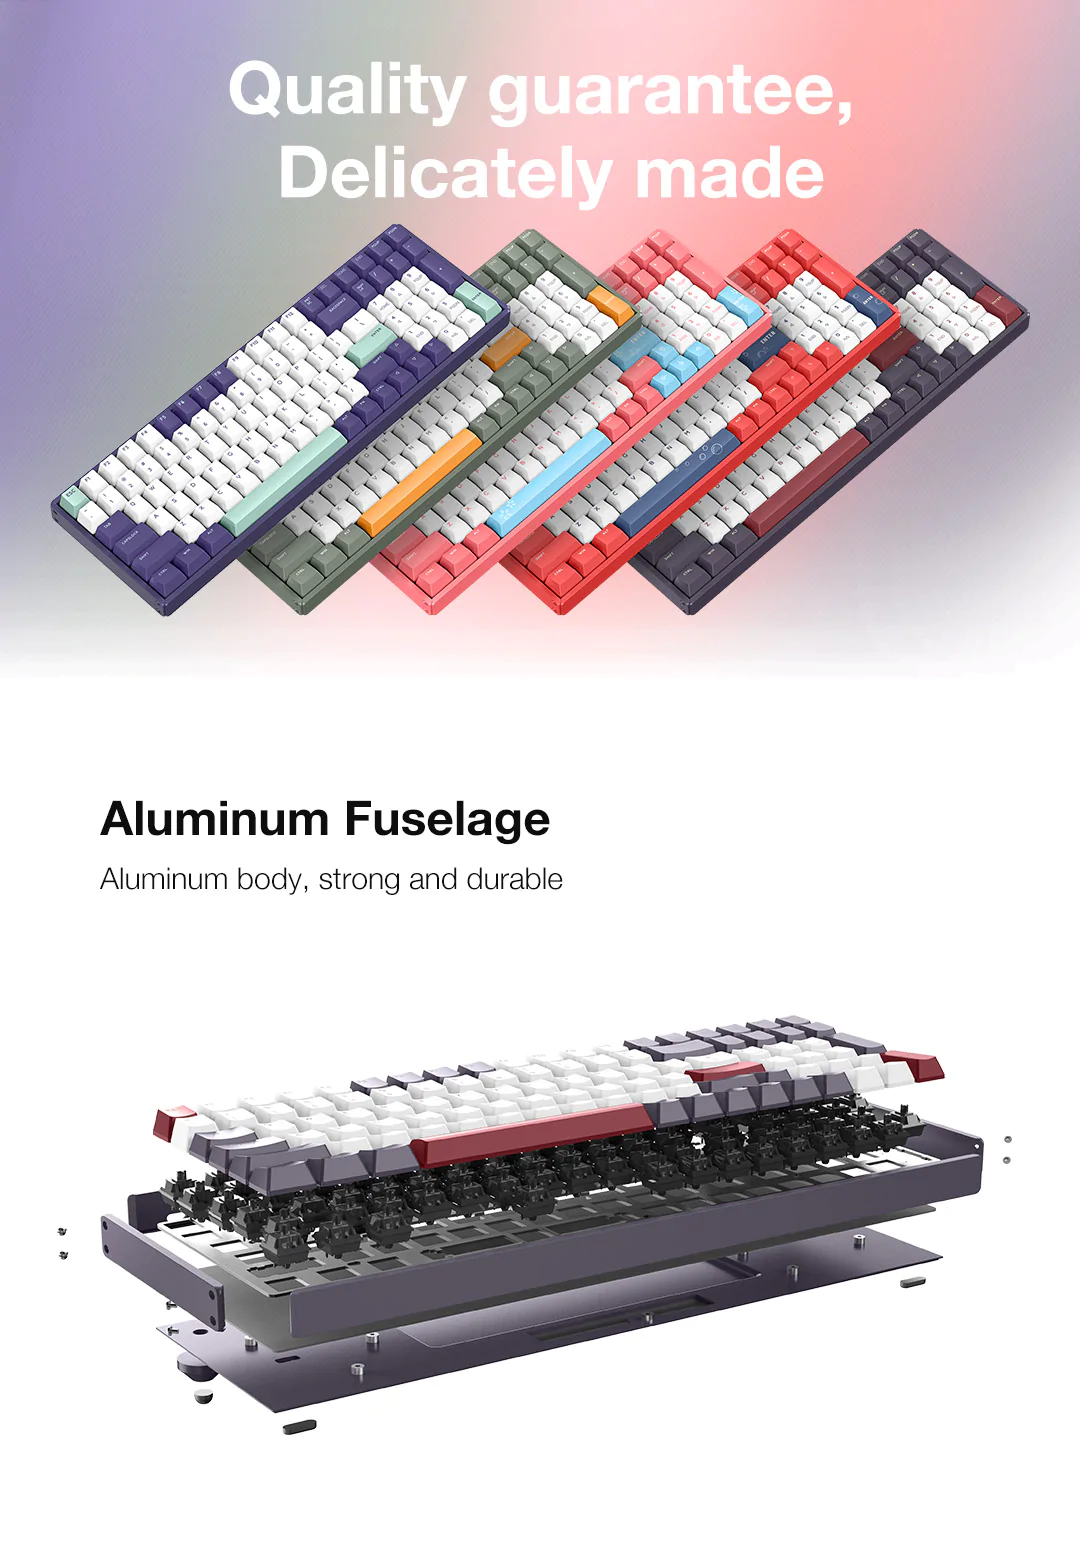 Quality guarantee,
Delicately made
Aluminum Fuselage
Aluminum body, strong and durable